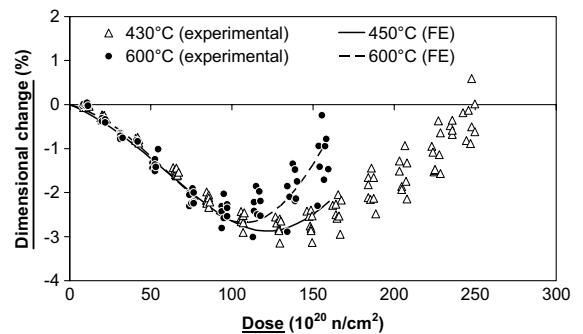 2
1
0
-1
-2
-3
-4
Dimensional change (%)
430°C (experimental)
450°C (FE)
600°C (experimental)
600°C (FE)
0
50
100
150
200
250
300
Dose (10²⁰ n/cm²)